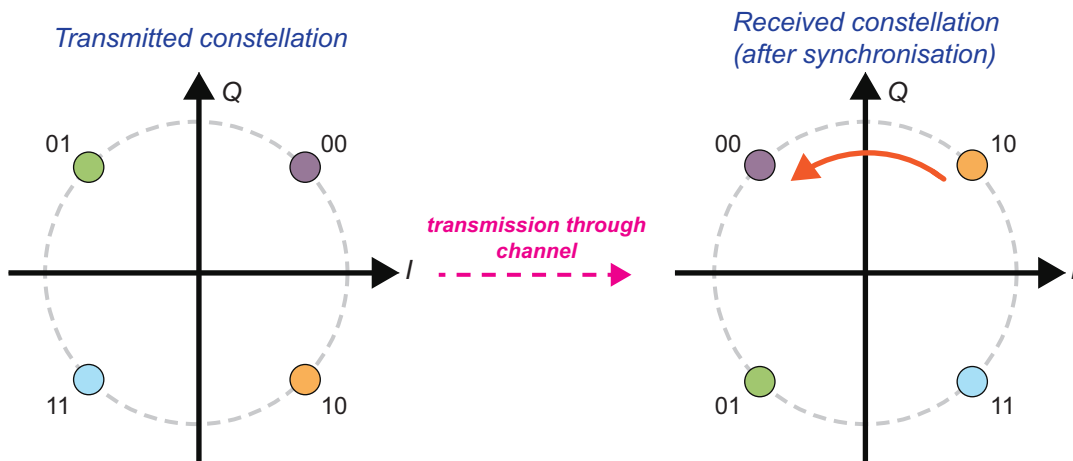 Transmitted constellation
Q
01
00
I
11
10
transmission through
channel
Received constellation
(after synchronisation)
Q
00
10
I
01
11